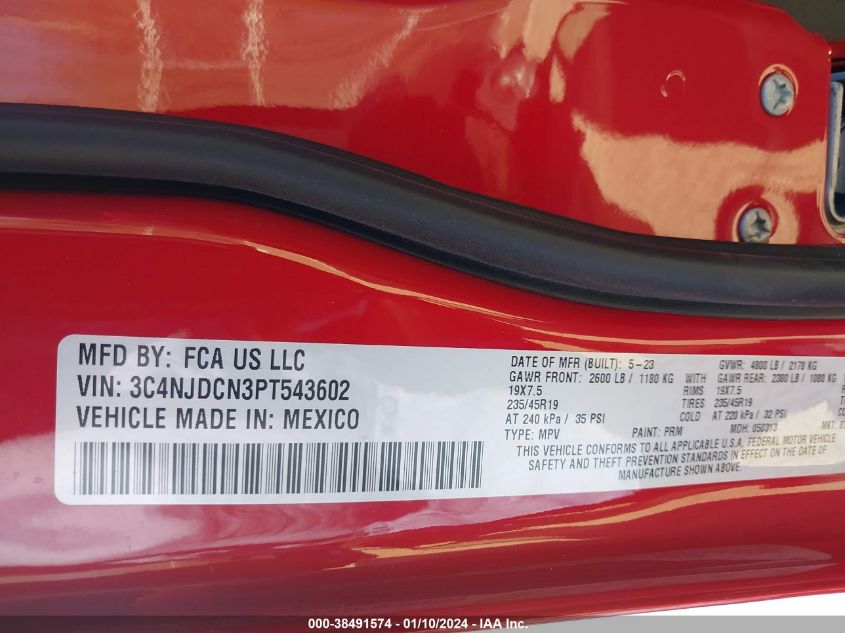 MFD BY: FCA US LLC
VIN: 3C4NJDCN3PT543602
VEHICLE MADE IN: MEXICO
DATE OF MFR (BUILT): 5-23 GVWR: 4800 LB / 2178 KG
GAWR FRONT: 2600 LB / 1180 KG GAWR REAR: 2380 LB / 1080 KG
19X7.5 RIMS 19X7.5
235/45R19 TIRES 235/45R19
AT 240 kPa / 35 PSI COLD AT 220 kPa / 32 PSI
TYPE: MPV PAINT: PRM MDH: 050313 MKT:
THIS VEHICLE CONFORMS TO ALL APPLICABLE U.S.A. FEDERAL MOTOR VEHICLE
SAFETY AND THEFT PREVENTION STANDARDS IN EFFECT ON THE DATE OF
MANUFACTURE SHOWN ABOVE.
000-38491574 - 01/10/2024 - IAA Inc.